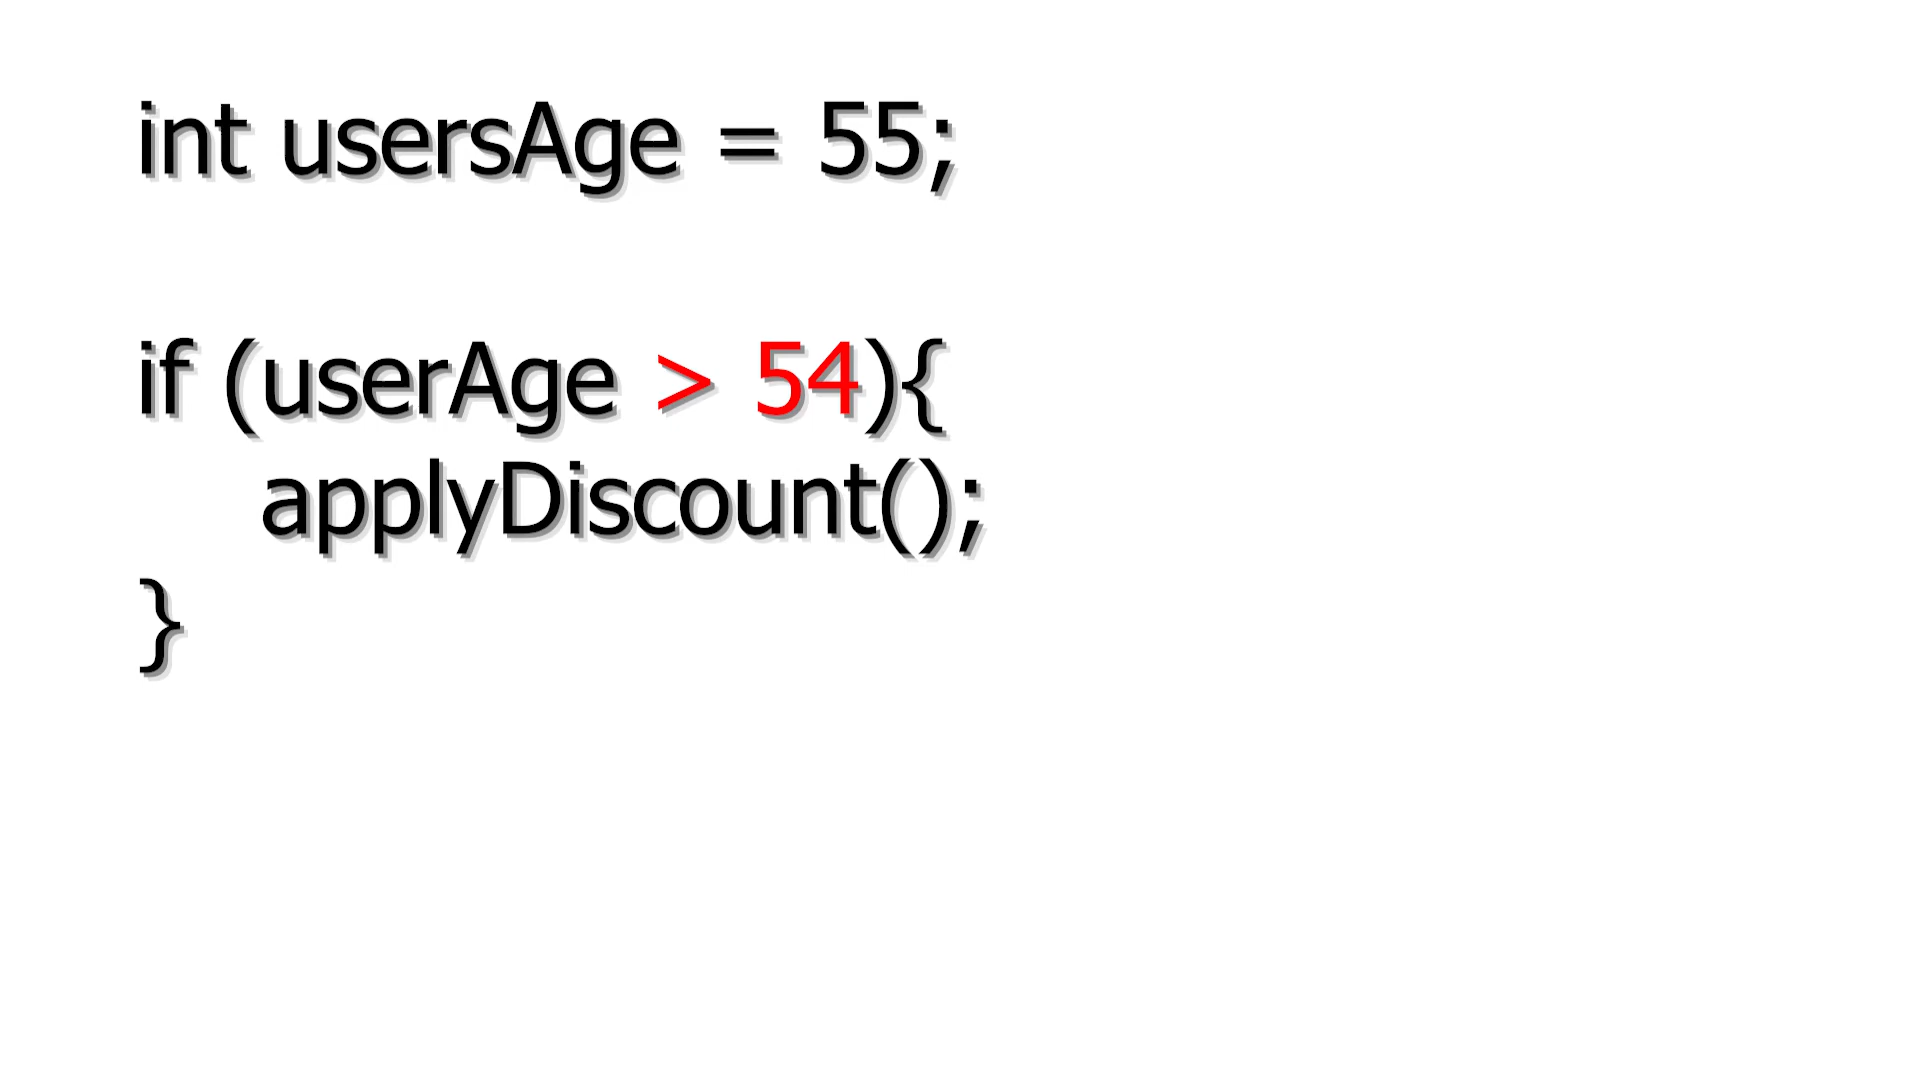 int usersAge = 55;
if (userAge > 54){
applyDiscount();
}